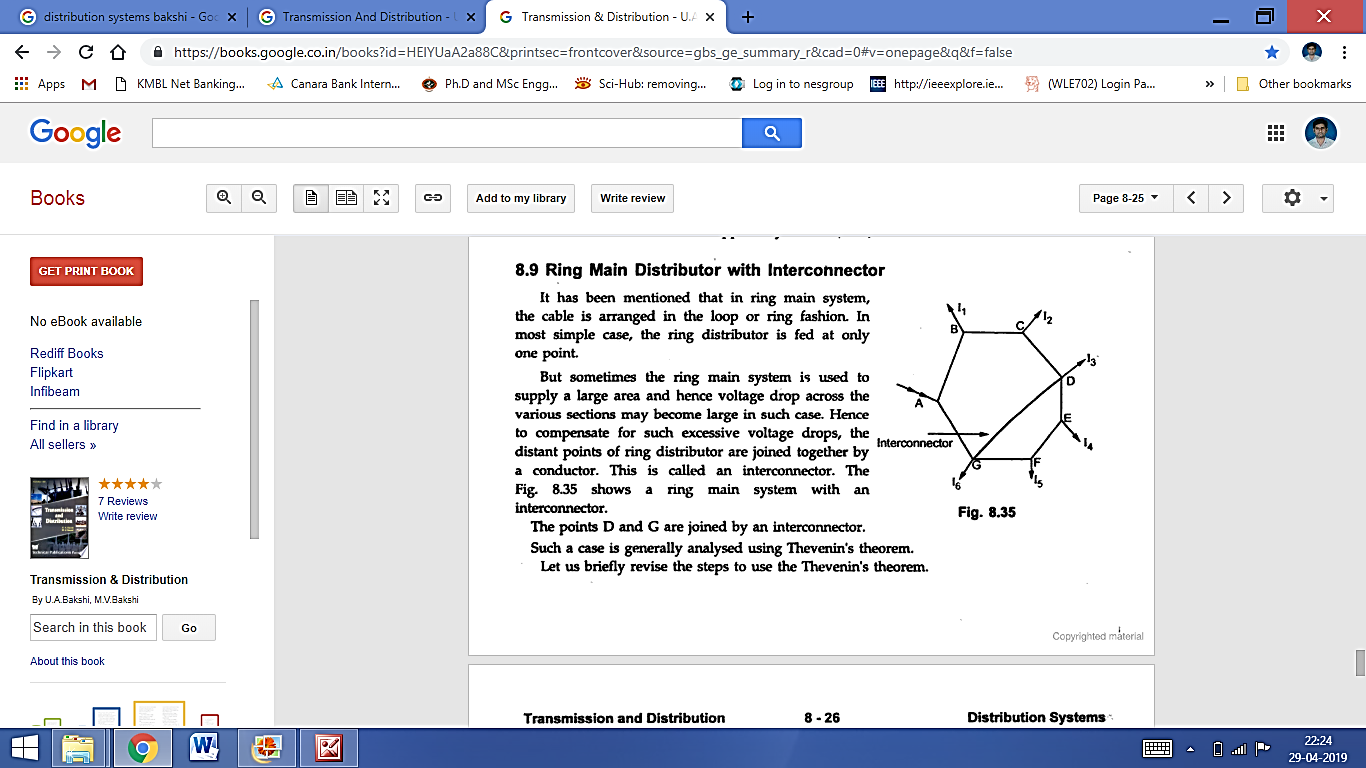 distribution systems bakshi - Goo
Transmission And Distribution - U
Transmission & Distribution - U.A
https://books.google.co.in/books?id=HEIYUaA2a88C&printsec=frontcover&source=gbs_ge_summary_r&cad=0#v=onepage&q&f=false
Apps
KMBL Net Banking...
Canara Bank Intern...
Ph.D and MSc Engg...
Sci-Hub: removing...
Log in to nesgroup
IEEE http://ieeexplore.ie...
(WLE702) Login Pa...
»
Other bookmarks
Google
Books
Add to my library
Write review
Page 8-25
GET PRINT BOOK
No eBook available
Rediff Books
Flipkart
Infibeam
Find in a library
All sellers »
7 Reviews
Write review
Transmission
and
Distribution
Transmission & Distribution
By U.A.Bakshi, M.V.Bakshi
Search in this book
Go
About this book
8.9 Ring Main Distributor with Interconnector
It has been mentioned that in ring main system,
the cable is arranged in the loop or ring fashion. In
most simple case, the ring distributor is fed at only
one point.
But sometimes the ring main system is used to
supply a large area and hence voltage drop across the
various sections may become large in such case. Hence
to compensate for such excessive voltage drops, the
distant points of ring distributor are joined together by
a conductor. This is called an interconnector. The
Fig. 8.35 shows a ring main system with an
interconnector.
The points D and G are joined by an interconnector.
Such a case is generally analysed using Thevenin's theorem.
Let us briefly revise the steps to use the Thevenin's theorem.
I1
B
C
I2
I3
D
A
E
I4
Interconnector
G
F
I6
I5
Fig. 8.35
Copyrighted material
Transmission and Distribution
8 - 26
Distribution Systems
22:24
29-04-2019